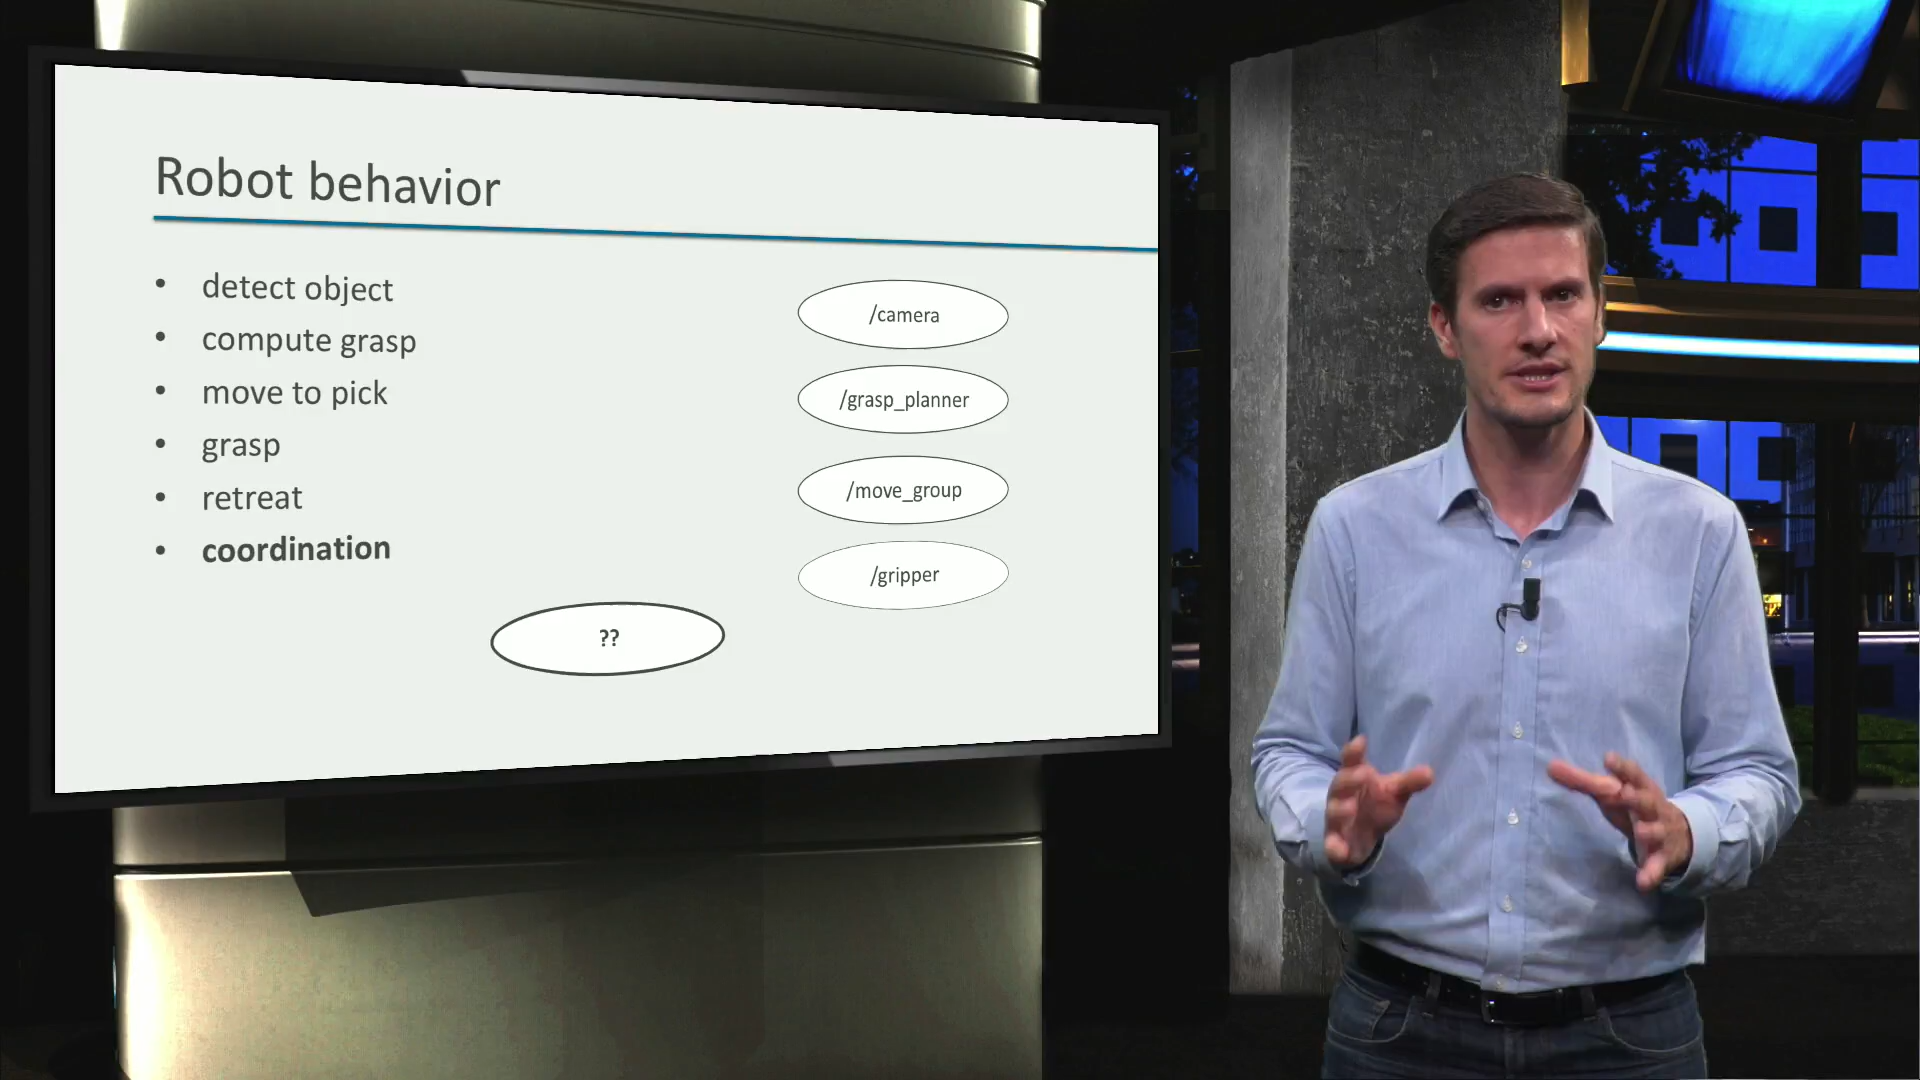 Robot behavior
detect object
compute grasp
move to pick
grasp
retreat
coordination
/camera
/grasp_planner
/move_group
/gripper
??